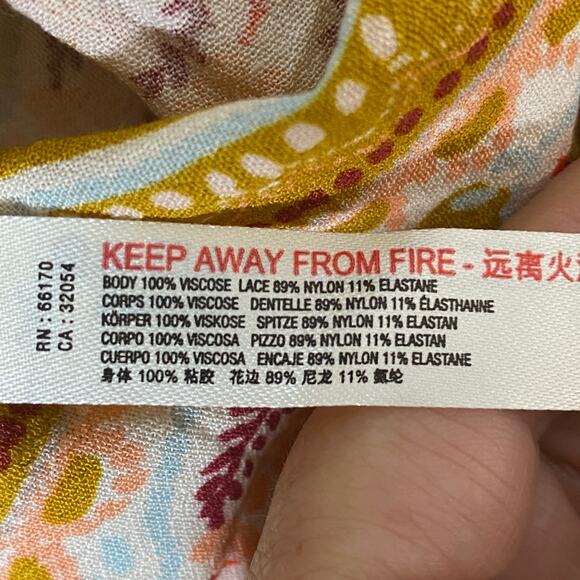 RN : 66170
CA : 32054
KEEP AWAY FROM FIRE - 远离火
BODY 100% VISCOSE LACE 89% NYLON 11% ELASTANE
CORPS 100% VISCOSE DENTELLE 89% NYLON 11% ÉLASTHANNE
KÖRPER 100% VISKOSE SPITZE 89% NYLON 11% ELASTAN
CORPO 100% VISCOSA PIZZO 89% NYLON 11% ELASTAN
CUERPO 100% VISCOSA ENCAJE 89% NYLON 11% ELASTANE
身体 100% 粘胶 花边 89% 尼龙 11% 氨纶